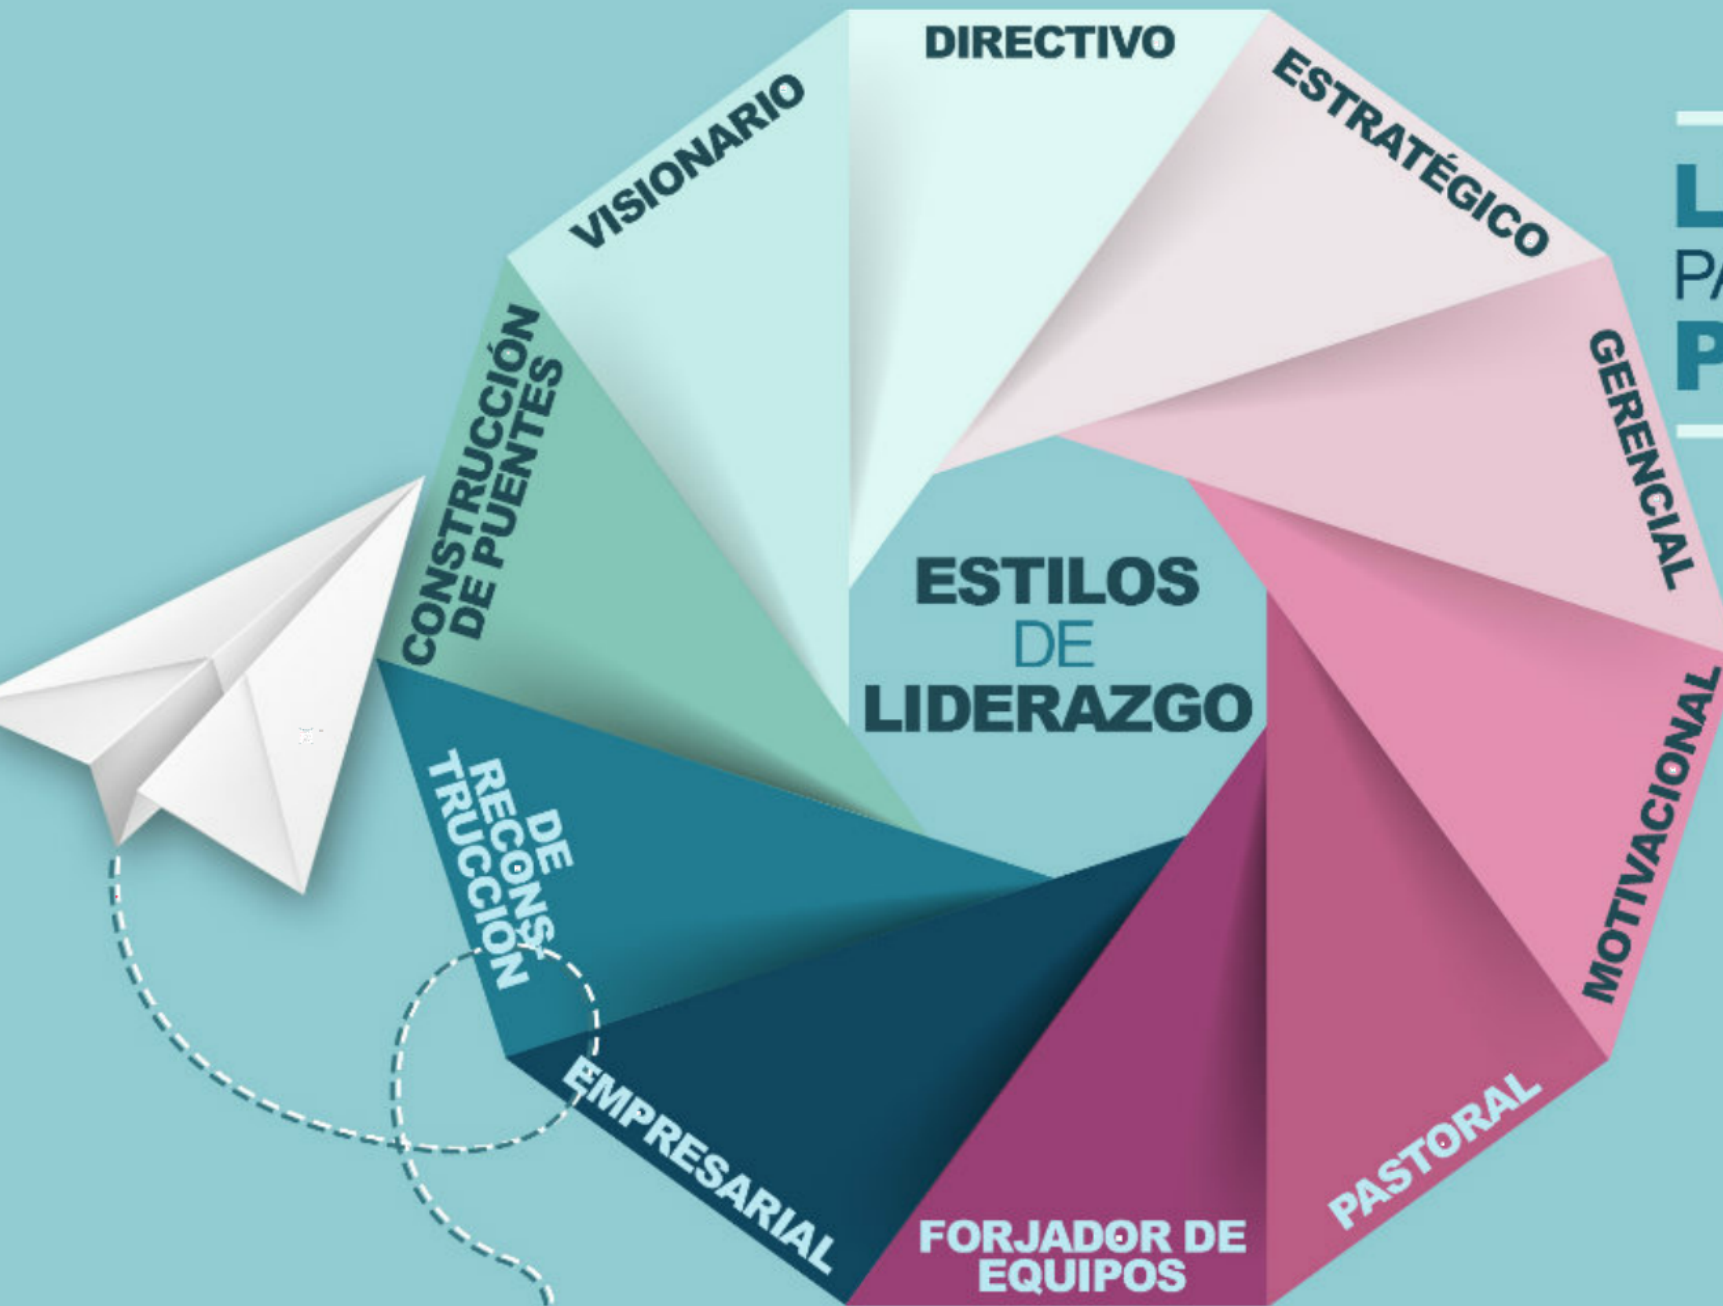 DIRECTIVO
ESTRATÉGICO
GERENCIAL
MOTIVACIONAL
PASTORAL
FORJADOR DE
EQUIPOS
EMPRESARIAL
DE
RECONS-
TRUCCIÓN
CONSTRUCCIÓN
DE PUENTES
VISIONARIO
ESTILOS
DE
LIDERAZGO